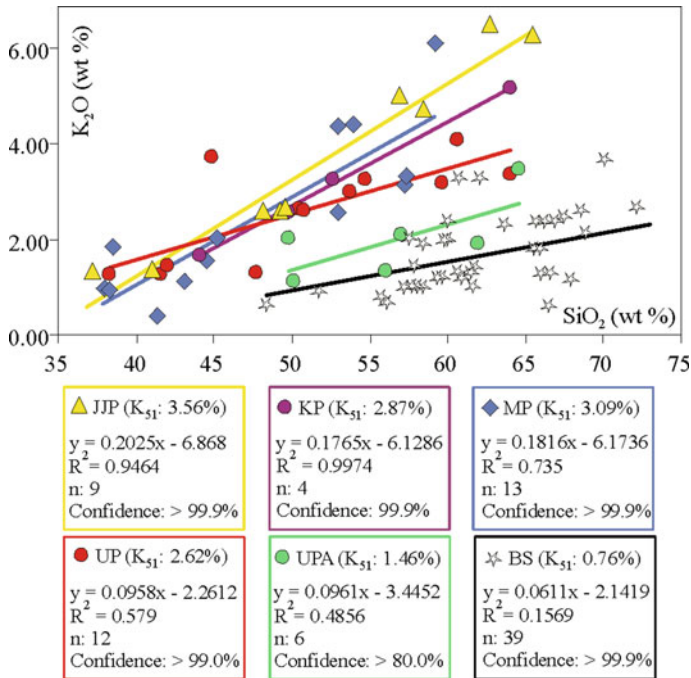 K₂O (wt %)
6.00
4.00
2.00
0.00
SiO₂ (wt %)
35 40 45 50 55 60 65 70 75
JJP (K₅₁: 3.56%)
y = 0.2025x - 6.868
R² = 0.9464
n: 9
Confidence: > 99.9%
KP (K₅₁: 2.87%)
y = 0.1765x - 6.1286
R² = 0.9974
n: 4
Confidence: 99.9%
MP (K₅₁: 3.09%)
y = 0.1816x - 6.1736
R² = 0.735
n: 13
Confidence: > 99.9%
UP (K₅₁: 2.62%)
y = 0.0958x - 2.2612
R² = 0.579
n: 12
Confidence: > 99.0%
UPA (K₅₁: 1.46%)
y = 0.0961x - 3.4452
R² = 0.4856
n: 6
Confidence: > 80.0%
BS (K₅₁: 0.76%)
y = 0.0611x - 2.1419
R² = 0.1569
n: 39
Confidence: > 99.9%